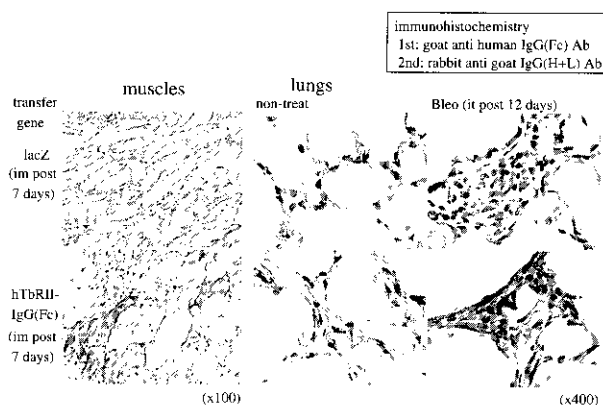 immunohistochemistry
1st: goat anti human IgG(Fc) Ab
2nd: rabbit anti goat IgG(H+L) Ab
muscles
lungs
transfer
gene
non-treat
Bleo (it post 12 days)
lacZ
(im post
7 days)
hTbRII-
IgG(Fc)
(im post
7 days)
(x100)
(x400)